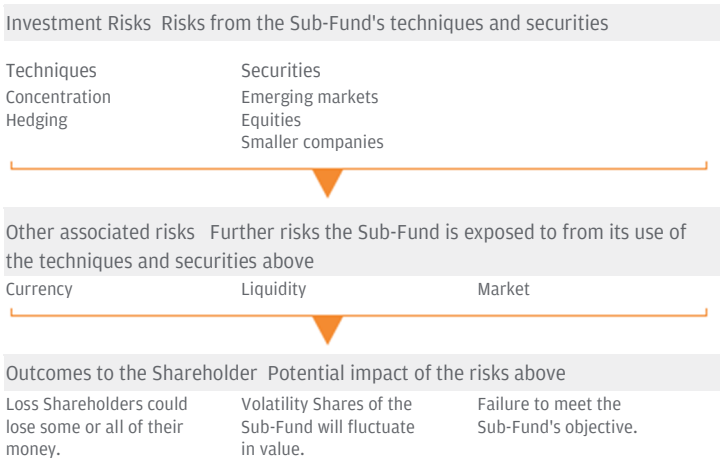 Investment Risks Risks from the Sub-Fund's techniques and securities
Techniques
Concentration
Hedging
Securities
Emerging markets
Equities
Smaller companies
Other associated risks Further risks the Sub-Fund is exposed to from its use of
the techniques and securities above
Currency
Liquidity
Market
Outcomes to the Shareholder Potential impact of the risks above
Loss Shareholders could
lose some or all of their
money.
Volatility Shares of the
Sub-Fund will fluctuate
in value.
Failure to meet the
Sub-Fund's objective.